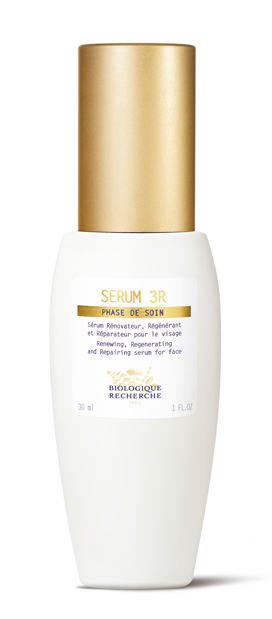 SERUM 3R
PHASE DE SOIN
Sérum Rénovateur, Régénérant
et Réparateur pour le visage
Renewing, Regenerating
and Repairing serum for face
BIOLOGIQUE
RECHERCHE
30 ml 1 FL.OZ